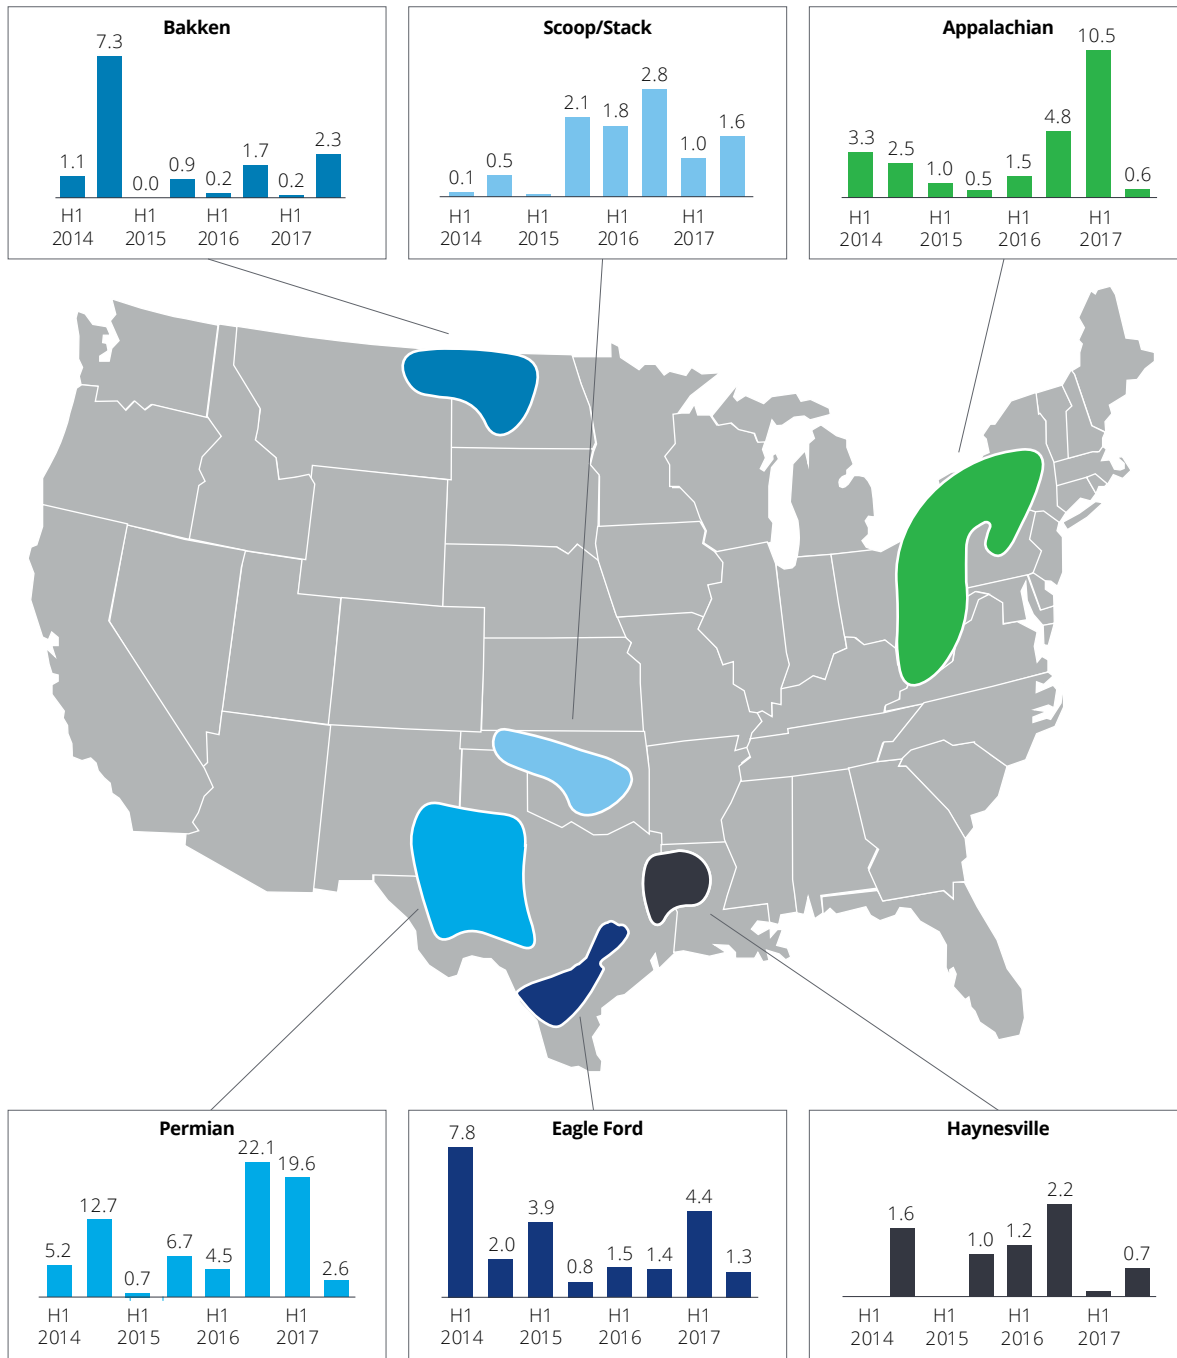 Bakken
7.3
1.1
0.0
0.9
0.2
1.7
0.2
2.3
H1 H1 H1 H1
2014 2015 2016 2017
Scoop/Stack
0.1
0.5
2.1
1.8
2.8
1.0
1.6
H1 H1 H1 H1
2014 2015 2016 2017
Appalachian
3.3
2.5
1.0
0.5
1.5
4.8
10.5
0.6
H1 H1 H1 H1
2014 2015 2016 2017
Permian
5.2
12.7
0.7
6.7
4.5
22.1
19.6
2.6
H1 H1 H1 H1
2014 2015 2016 2017
Eagle Ford
7.8
2.0
3.9
0.8
1.5
1.4
4.4
1.3
H1 H1 H1 H1
2014 2015 2016 2017
Haynesville
1.6
1.0
1.2
2.2
0.7
H1 H1 H1 H1
2014 2015 2016 2017